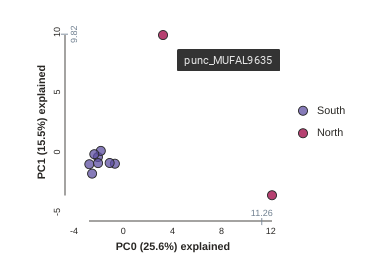 10
9.82
punc_MUFAL9635
5
PC1 (15.5%) explained
South
North
0
-5
11.26
-4
0
4
8
12
PC0 (25.6%) explained